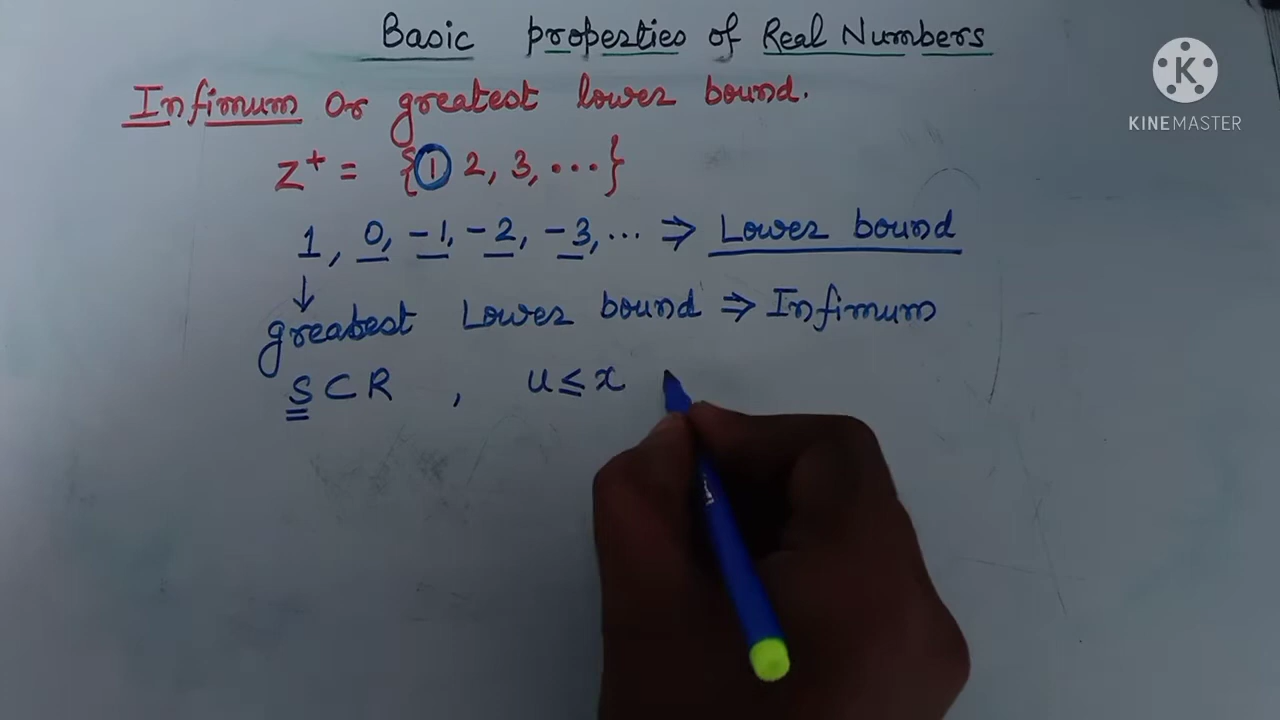 Basic properties of Real Numbers
K
KINEMASTER
Infimum or greatest lower bound.
Z⁺ = {1 2, 3, ...}
1, 0, -1, -2, -3, ... ⇒ Lower bound
↓
greatest Lower bound ⇒ Infimum
S ⊂ R , u ≤ x